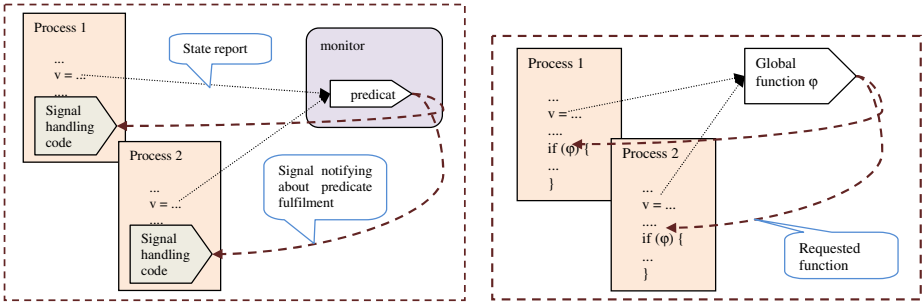 Process 1
...
v = ...
....
Signal
handling
code
State report
monitor
predicat
Process 2
...
v = ...
....
Signal
handling
code
Signal notifying
about predicate
fulfilment
Process 1
...
v = ...
....
if (φ) {
...
}
Global
function φ
Process 2
...
v = ...
....
if (φ) {
...
}
Requested
function